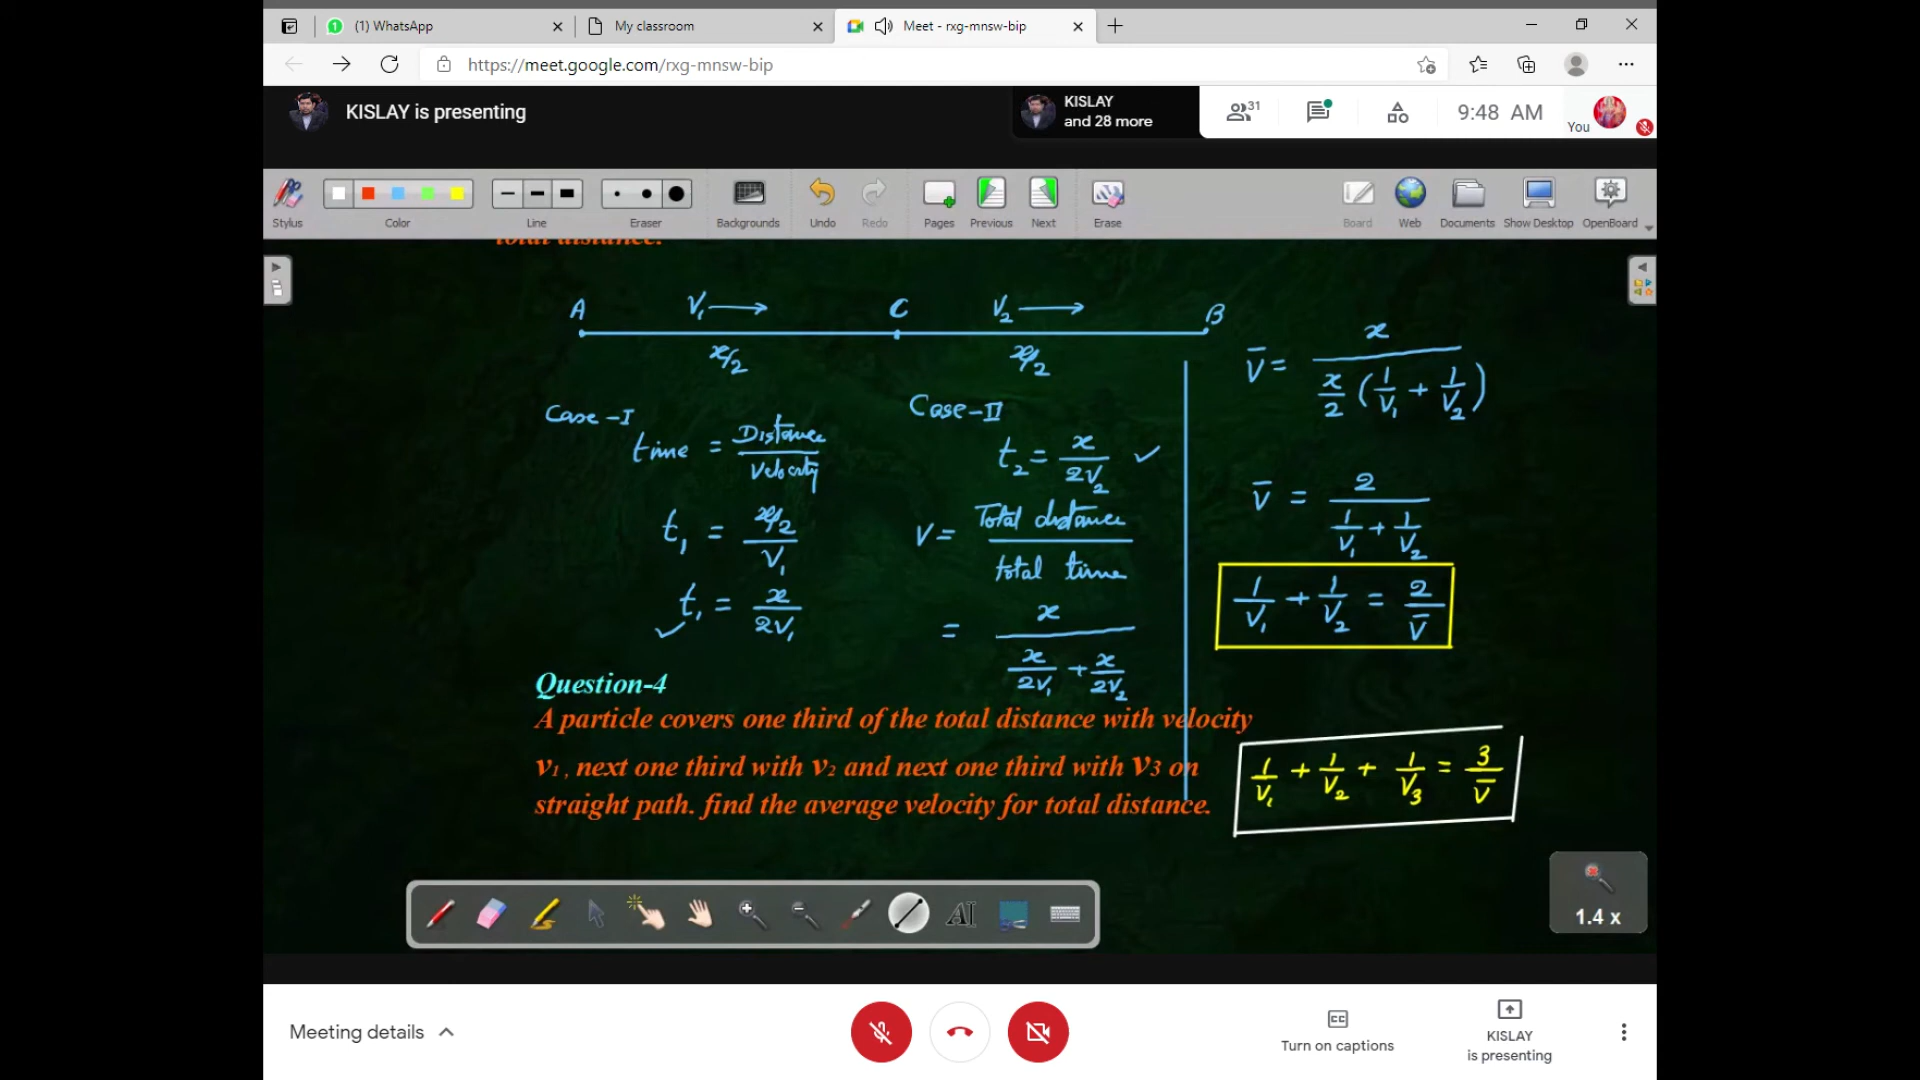 (1) WhatsApp
My classroom
Meet - rxg-mnsw-bip
https://meet.google.com/rxg-mnsw-bip
KISLAY is presenting
KISLAY
and 28 more
31
9:48 AM
You
Stylus
Color
Line
Eraser
Backgrounds
Undo
Redo
Pages
Previous
Next
Erase
Board
Web
Documents
Show Desktop
OpenBoard
total distance.
A V₁ → C V₂ → B
x/2 x/2
Case-I
time = Distance / Velocity
t₁ = x/2 / V₁
t₁ = x / 2V₁
Case-II
t₂ = x / 2V₂
V = Total distance / total time
= x / (x/2V₁ + x/2V₂)
V̄ = x / (x/2 (1/V₁ + 1/V₂))
V̄ = 2 / (1/V₁ + 1/V₂)
1/V₁ + 1/V₂ = 2/V̄
Question-4
A particle covers one third of the total distance with velocity
v₁ , next one third with v₂ and next one third with v₃ on
straight path. find the average velocity for total distance.
1/V₁ + 1/V₂ + 1/V₃ = 3/V̄
AI
1.4 x
Meeting details
CC
Turn on captions
KISLAY
is presenting